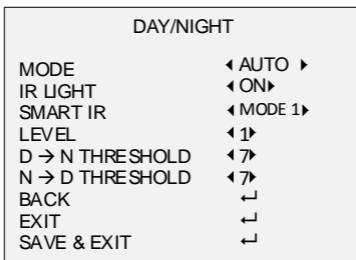 DAY/NIGHT
MODE ◂ AUTO ▸
IR LIGHT ◂ ON▸
SMART IR ◂ MODE 1▸
LEVEL ◂ 1▸
D → N THRESHOLD ◂ 7▸
N → D THRESHOLD ◂ 7▸
BACK ↵
EXIT ↵
SAVE & EXIT ↵